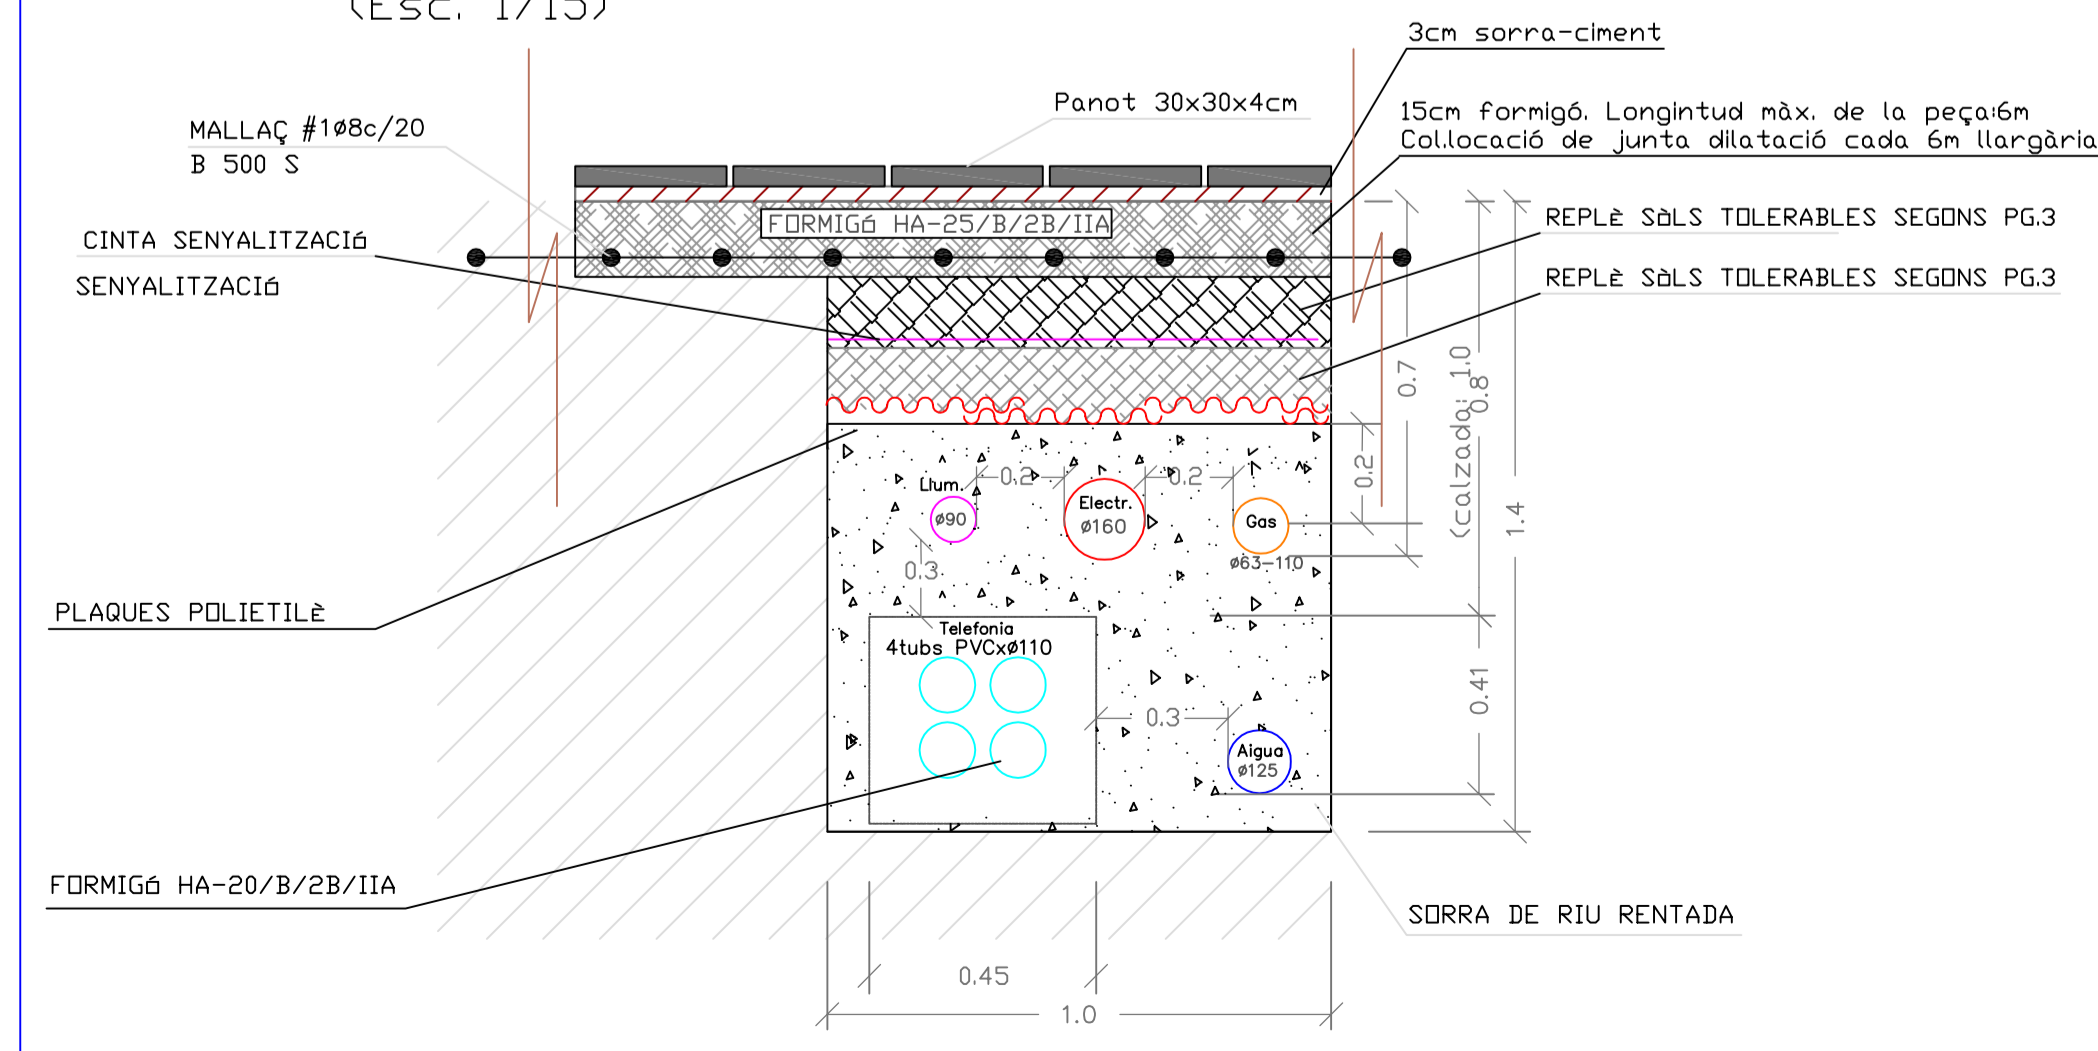 (Esc. 1/15)
3cm sorra-ciment
Panot 30x30x4cm
15cm formigó. Longintud màx. de la peça:6m
Col.locació de junta dilatació cada 6m llargària
MALLAÇ #1ø8c/20
B 500 S
FORMIGó HA-25/B/2B/IIA
REPLè SòLS TOLERABLES SEGONS PG.3
CINTA SENYALITZACIó
SENYALITZACIó
REPLè SòLS TOLERABLES SEGONS PG.3
(calzada: 1.0
0.8
0.7
0.2
0.2
0.2
1.4
Llum.
ø90
Electr.
ø160
Gas
ø63-110
0.3
PLAQUES POLIETILè
Telefonia
4tubs PVCxø110
0.41
0.3
Aigua
ø125
FORMIGó HA-20/B/2B/IIA
SORRA DE RIU RENTADA
0.45
1.0